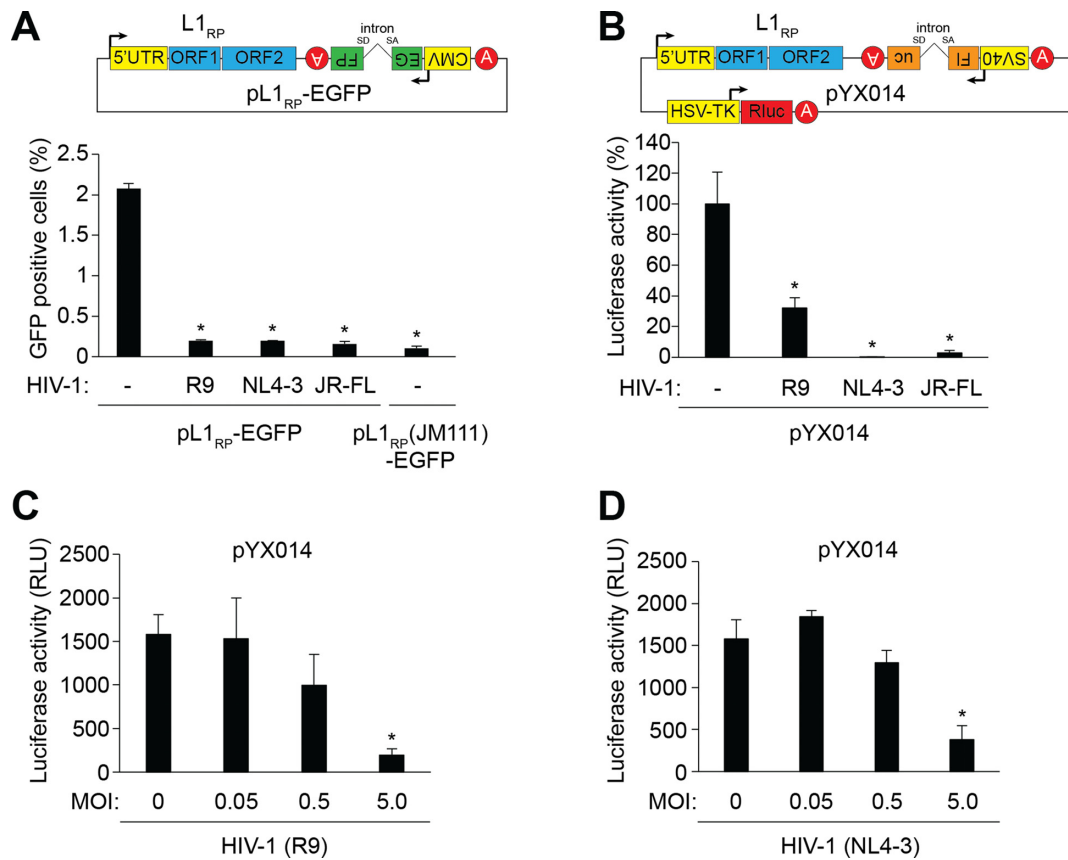 A
L1RP
intron
SD SA
5'UTR ORF1 ORF2 A FP EG CMV A
pL1RP-EGFP
GFP positive cells (%)
2.5
2
1.5
1
0.5
0
* * * *
HIV-1: - R9 NL4-3 JR-FL -
pL1RP-EGFP
pL1RP(JM111)
-EGFP
B
L1RP
intron
SD SA
5'UTR ORF1 ORF2 A uc Fl SV40 A
pYX014
HSV-TK Rluc A
Luciferase activity (%)
140
120
100
80
60
40
20
0
* * *
HIV-1: - R9 NL4-3 JR-FL
pYX014
C
pYX014
Luciferase activity (RLU)
2500
2000
1500
1000
500
0
*
MOI: 0 0.05 0.5 5.0
HIV-1 (R9)
D
pYX014
Luciferase activity (RLU)
2500
2000
1500
1000
500
0
*
MOI: 0 0.05 0.5 5.0
HIV-1 (NL4-3)